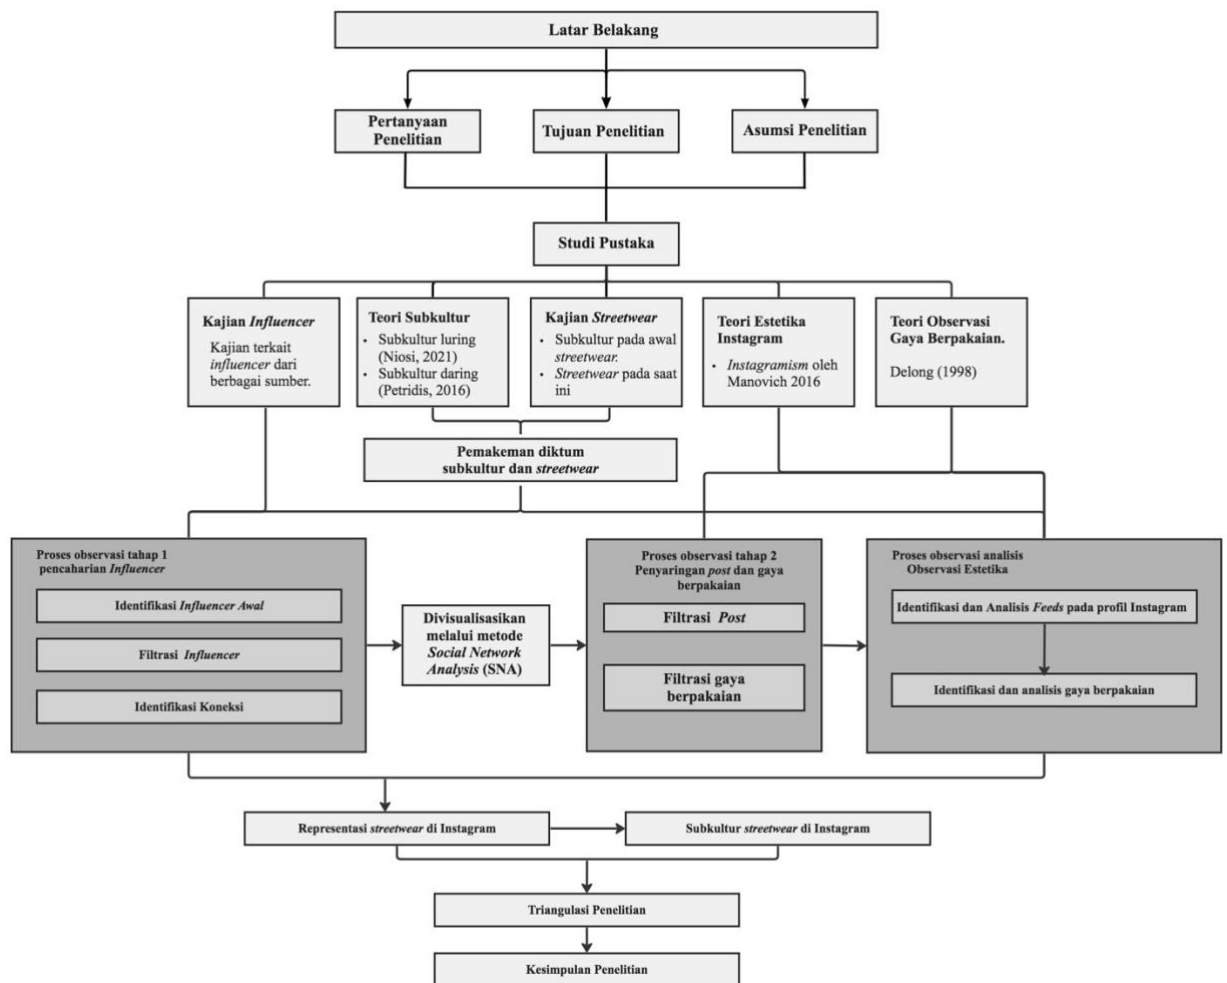 Latar Belakang
Pertanyaan
Penelitian
Tujuan Penelitian
Asumsi Penelitian
Studi Pustaka
Kajian Influencer
Kajian terkait
influencer dari
berbagai sumber.
Teori Subkultur
• Subkultur luring
(Niosi, 2021)
• Subkultur daring
(Petridis, 2016)
Kajian Streetwear
• Subkultur pada awal
streetwear.
• Streetwear pada saat
ini
Teori Estetika
Instagram
• Instagramism oleh
Manovich 2016
Teori Observasi
Gaya Berpakaian.
Delong (1998)
Pemakeman diktum
subkultur dan streetwear
Proses observasi tahap 1
pencaharian Influencer
Identifikasi Influencer Awal
Filtrasi Influencer
Identifikasi Koneksi
Divisualisasikan
melalui metode
Social Network
Analysis (SNA)
Proses observasi tahap 2
Penyaringan post dan gaya
berpakaian
Filtrasi Post
Filtrasi gaya
berpakaian
Proses observasi analisis
Observasi Estetika
Identifikasi dan Analisis Feeds pada profil Instagram
Identifikasi dan analisis gaya berpakaian
Representasi streetwear di Instagram
Subkultur streetwear di Instagram
Triangulasi Penelitian
Kesimpulan Penelitian